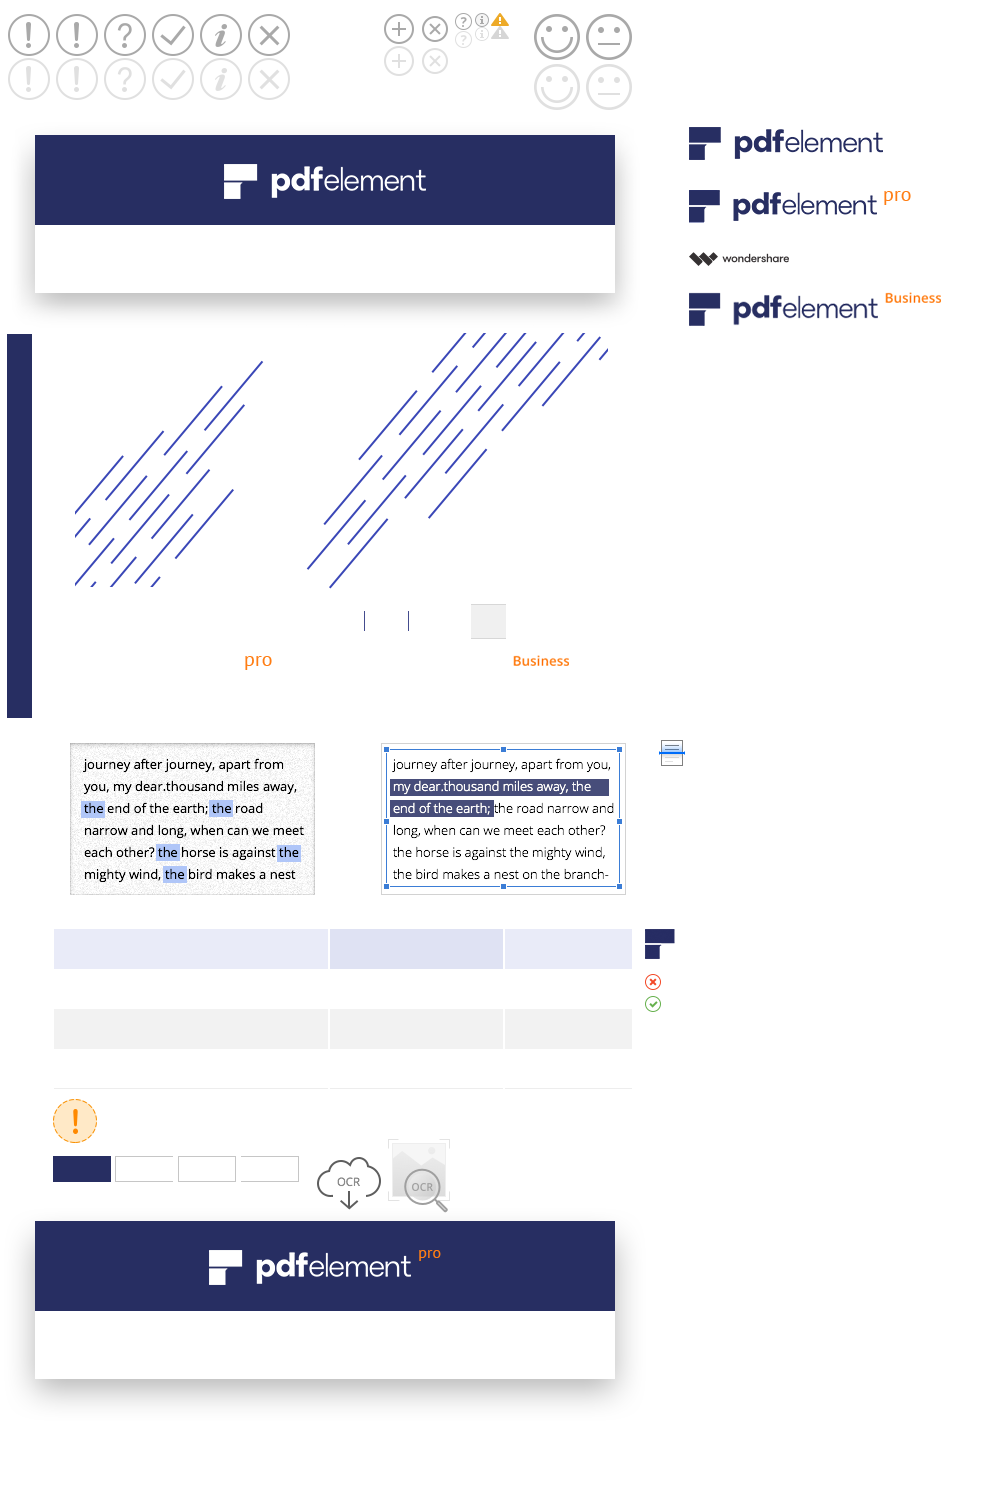 pdfelement
pdfelement
pdfelement pro
wondershare
pdfelement Business
pro
Business
journey after journey, apart from
you, my dear.thousand miles away,
the end of the earth; the road
narrow and long, when can we meet
each other? the horse is against the
mighty wind, the bird makes a nest
journey after journey, apart from you,
my dear.thousand miles away, the
end of the earth; the road narrow and
long, when can we meet each other?
the horse is against the mighty wind,
the bird makes a nest on the branch-
OCR
OCR
pdfelement pro